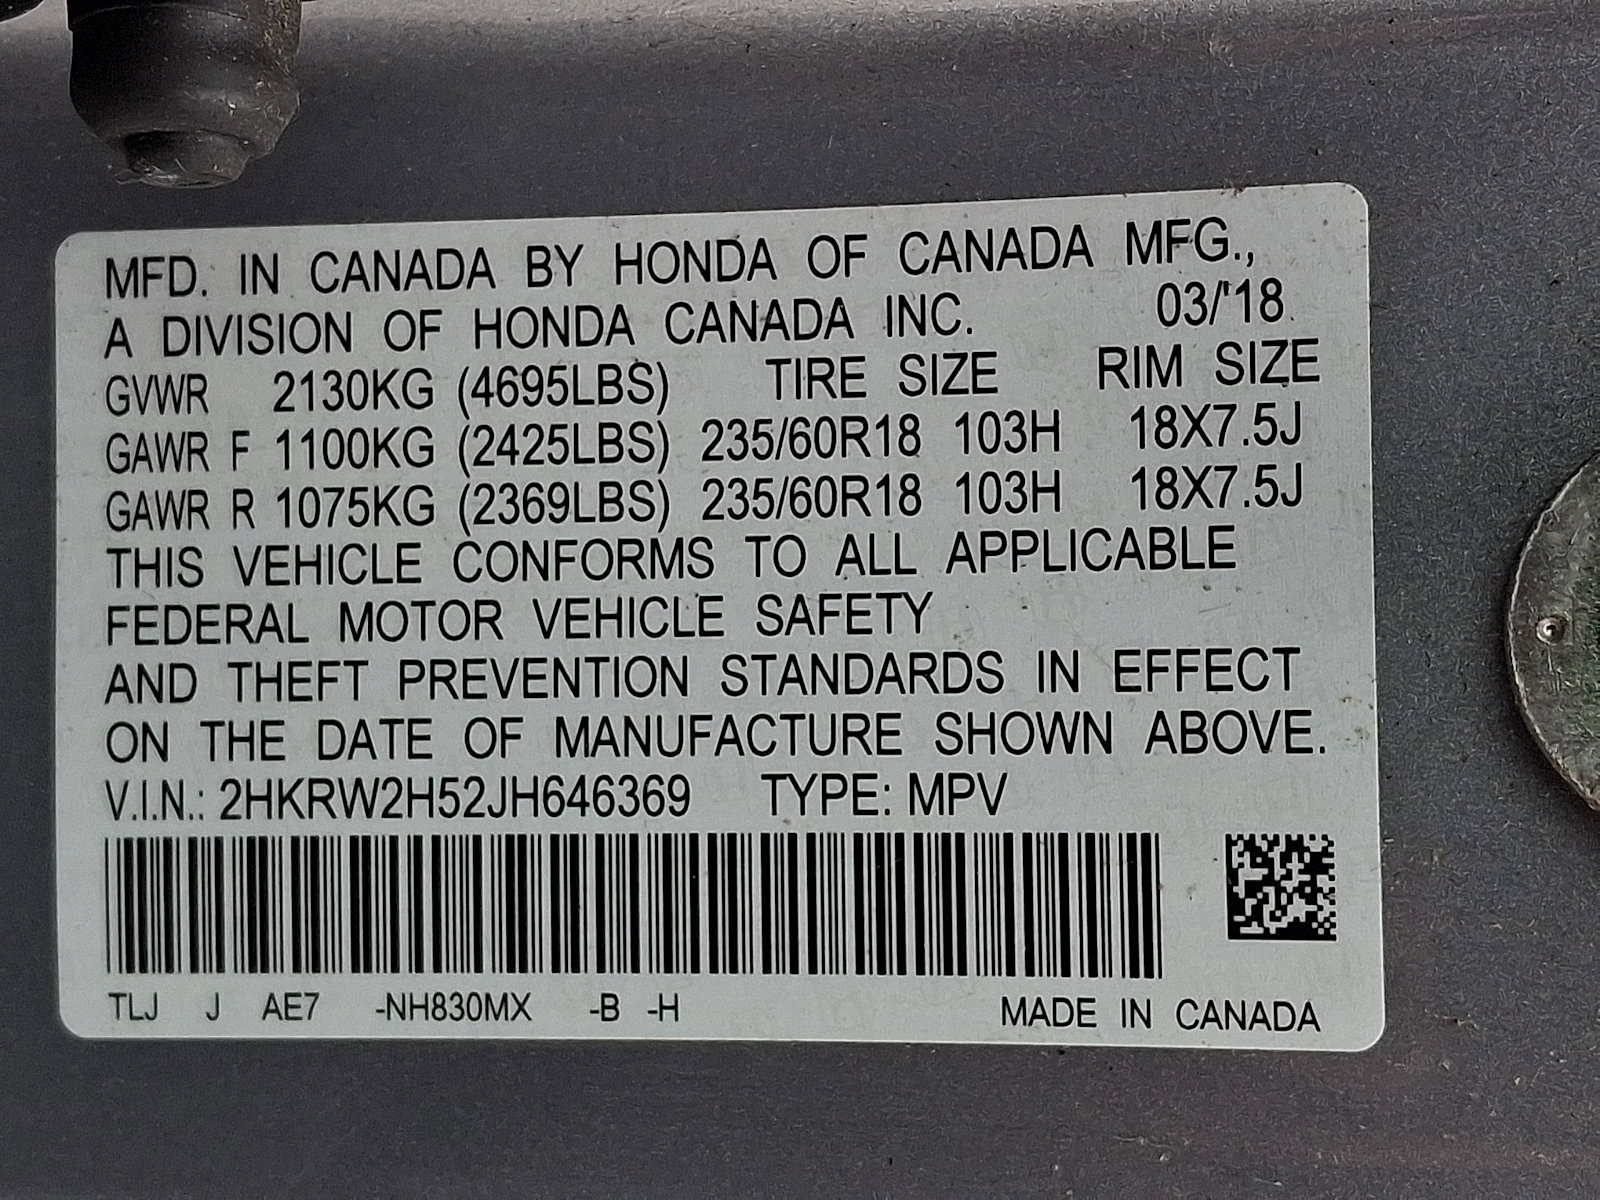 MFD. IN CANADA BY HONDA OF CANADA MFG.,
A DIVISION OF HONDA CANADA INC. 03/'18
GVWR 2130KG (4695LBS) TIRE SIZE RIM SIZE
GAWR F 1100KG (2425LBS) 235/60R18 103H 18X7.5J
GAWR R 1075KG (2369LBS) 235/60R18 103H 18X7.5J
THIS VEHICLE CONFORMS TO ALL APPLICABLE
FEDERAL MOTOR VEHICLE SAFETY
AND THEFT PREVENTION STANDARDS IN EFFECT
ON THE DATE OF MANUFACTURE SHOWN ABOVE.
V.I.N.: 2HKRW2H52JH646369 TYPE: MPV
TLJ J AE7 -NH830MX -B -H MADE IN CANADA